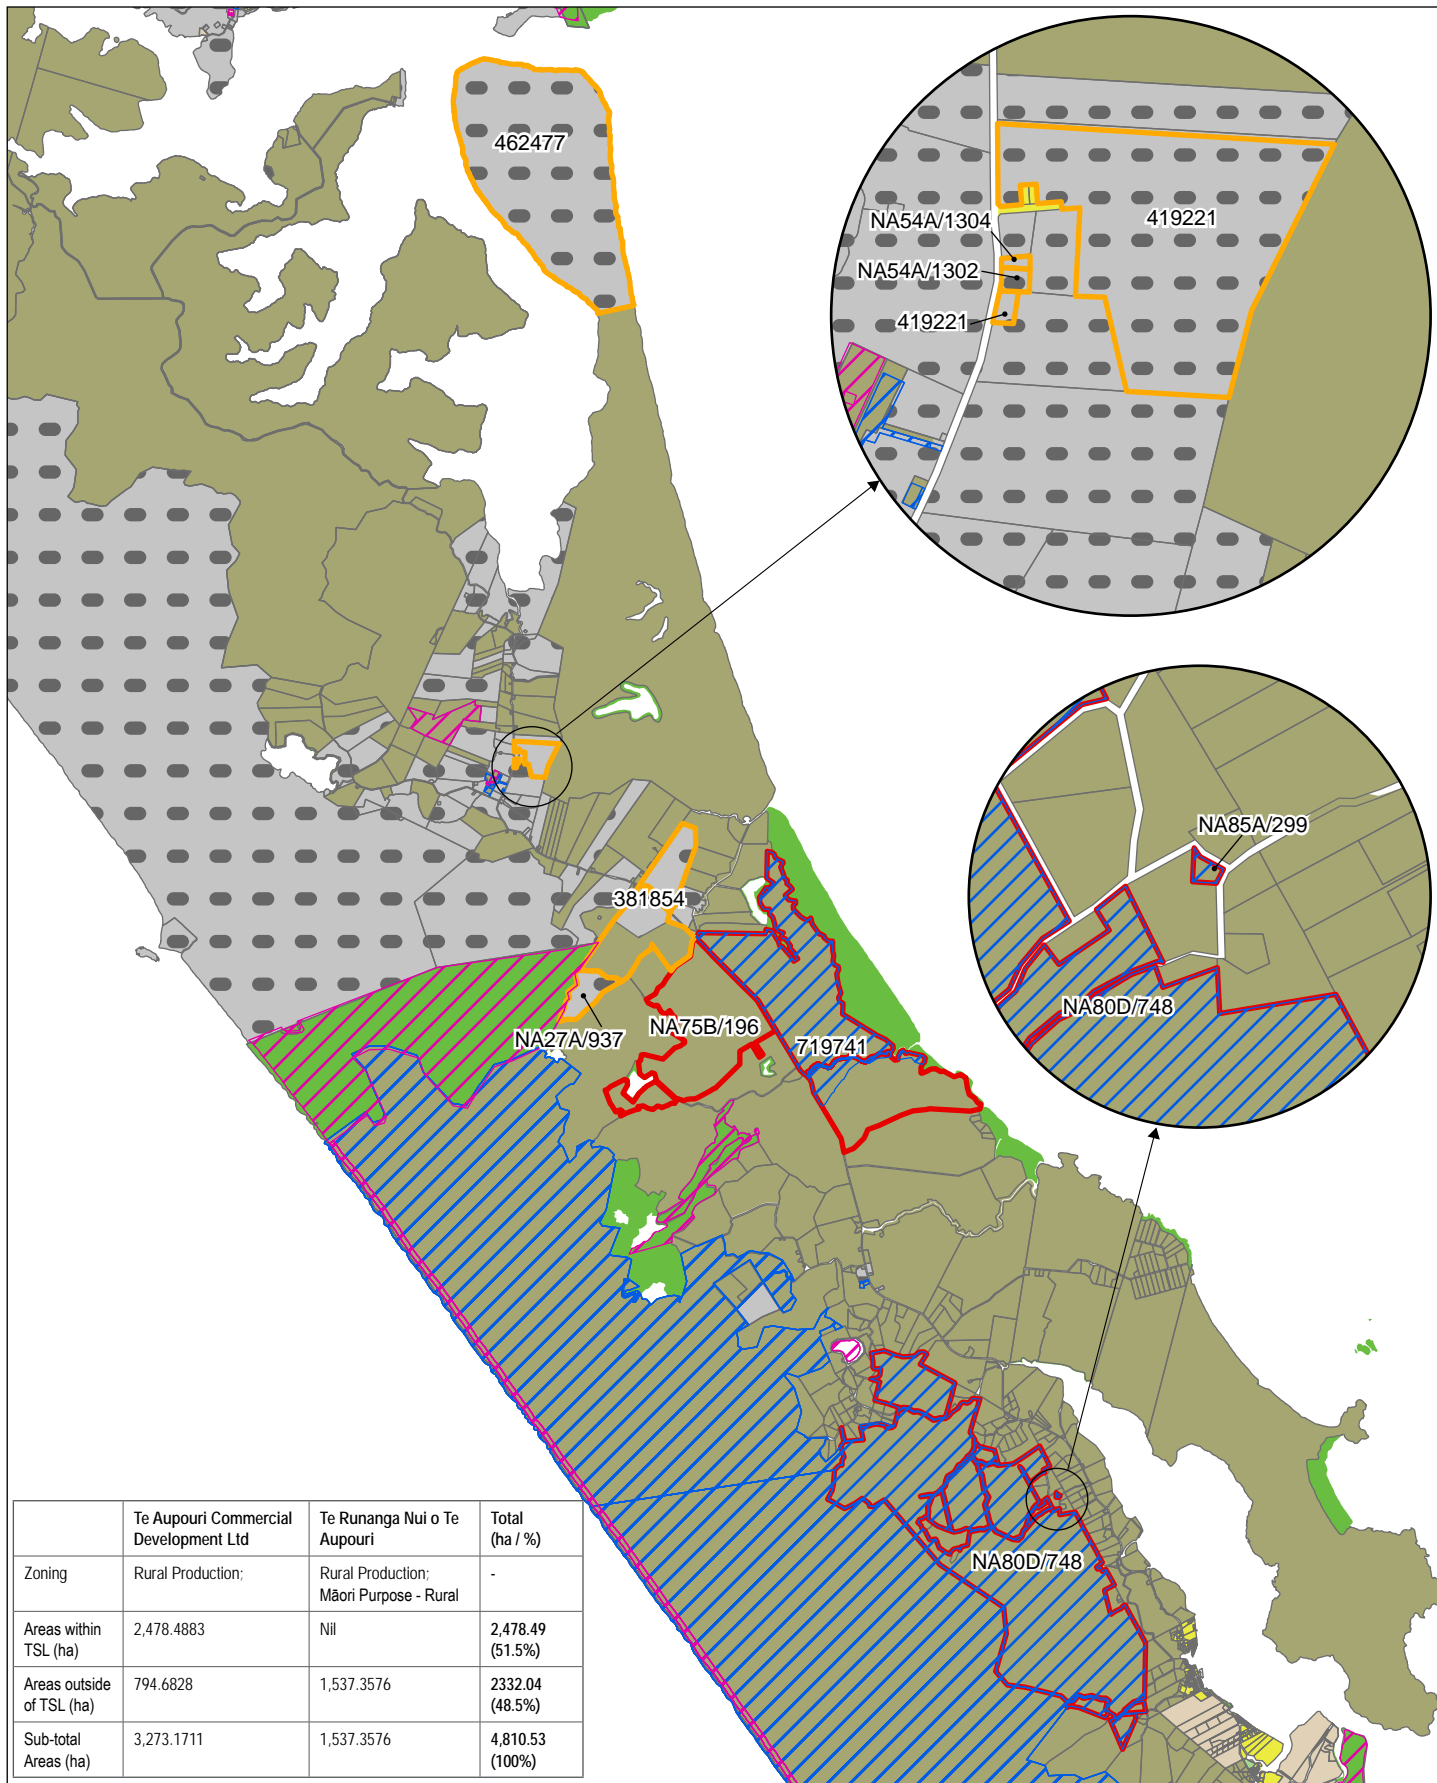 462477
419221
NA54A/1304
NA54A/1302
419221
NA85A/299
NA80D/748
381854
NA27A/937
NA75B/196
719741
NA80D/748
Te Aupouri Commercial Development Ltd
Te Runanga Nui o Te Aupouri
Total (ha / %)
Zoning
Rural Production;
Rural Production;
Māori Purpose - Rural
-
Areas within TSL (ha)
2,478.4883
Nil
2,478.49 (51.5%)
Areas outside of TSL (ha)
794.6828
1,537.3576
2332.04 (48.5%)
Sub-total Areas (ha)
3,273.1711
1,537.3576
4,810.53 (100%)